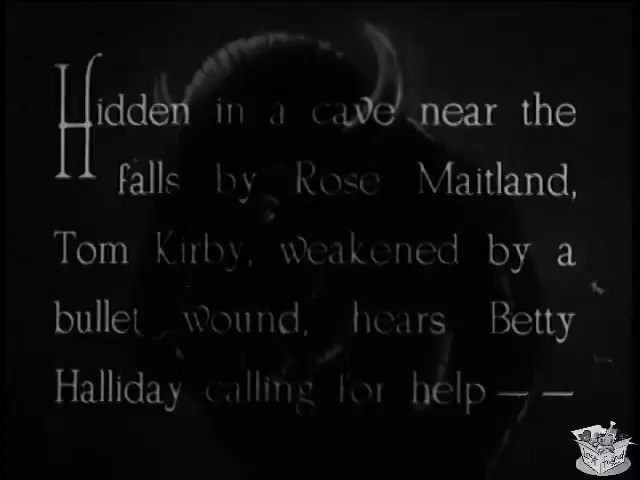 Hidden in a cave near the
falls by Rose Maitland,
Tom Kirby, weakened by a
bullet wound, hears Betty
Halliday calling for help — —